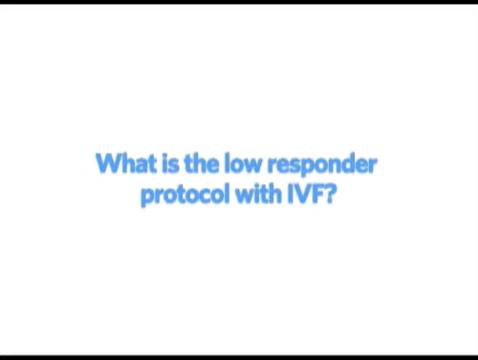 What is the low responder
protocol with IVF?